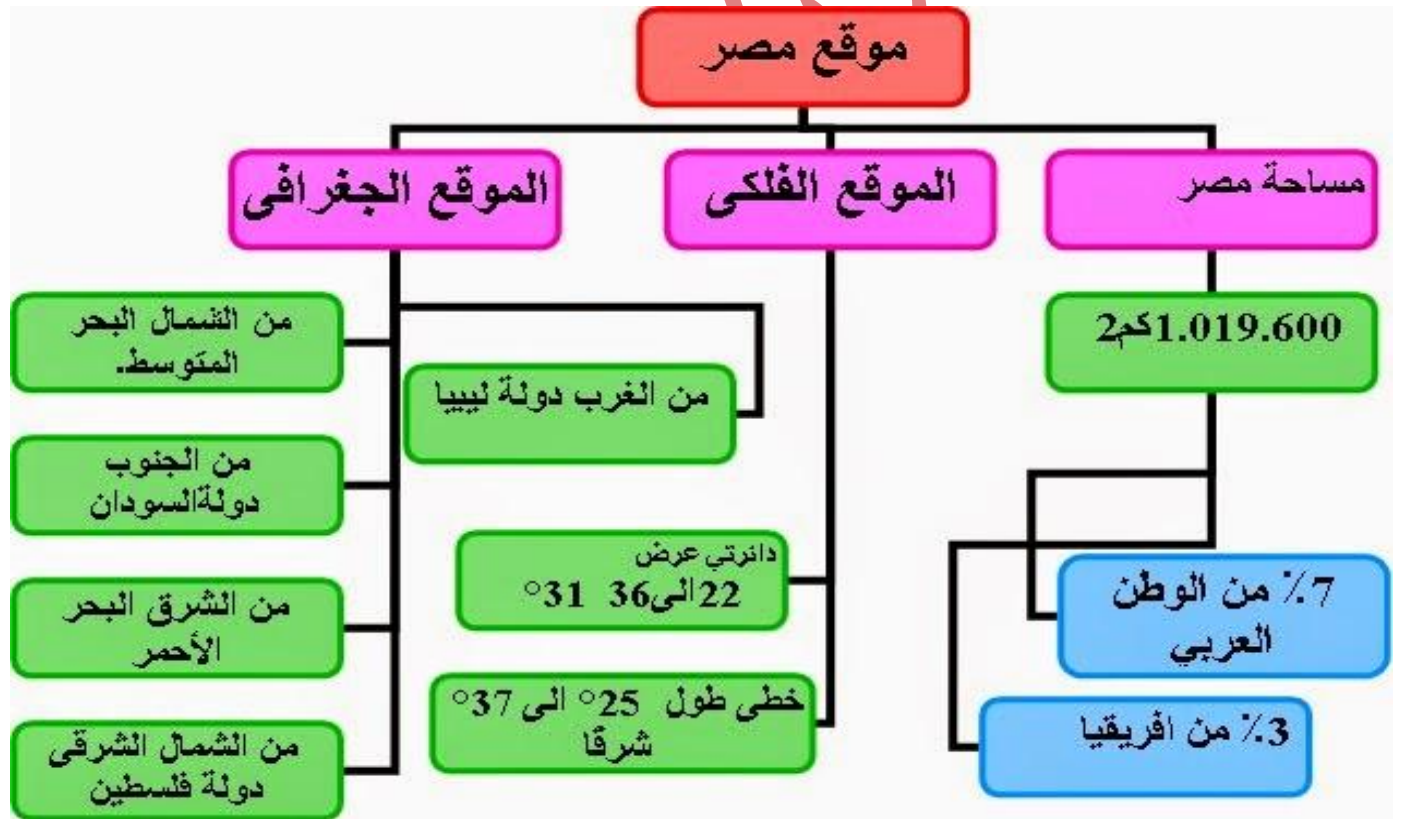 موقع مصر
مساحة مصر
الموقع الفلكى
الموقع الجغرافى
1.019.600كم2
7٪ من الوطن
العربي
3٪ من افريقيا
دائرتي عرض
22الى36 31°
خطى طول 25° الى 37°
شرقا
من الغرب دولة ليبيا
من الشمال البحر
المتوسط.
من الجنوب
دولةالسودان
من الشرق البحر
الأحمر
من الشمال الشرقى
دولة فلسطين